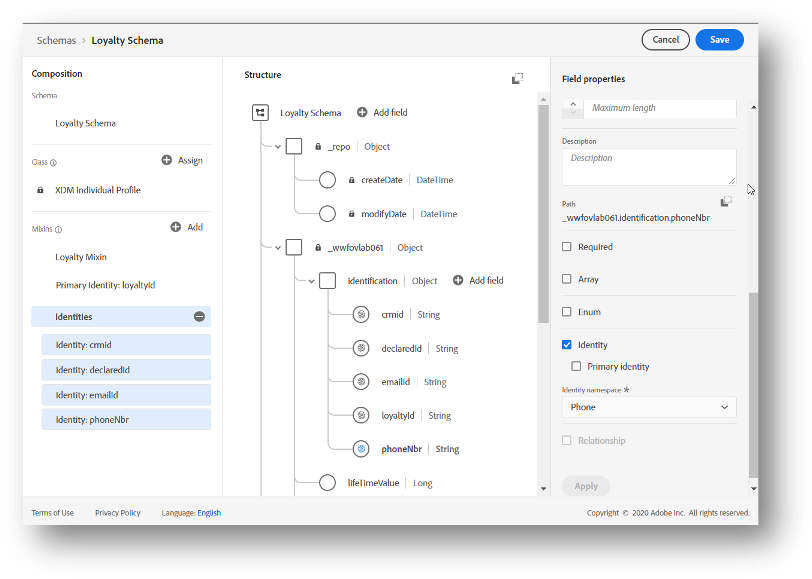 Schemas > Loyalty Schema
Cancel
Save
Composition
Schema
Loyalty Schema
Class
Assign
XDM Individual Profile
Mixins
Add
Loyalty Mixin
Primary Identity: loyaltyId
Identities
Identity: crmid
Identity: declaredId
Identity: emailId
Identity: phoneNbr
Structure
Loyalty Schema
Add field
_repo
Object
createDate
DateTime
modifyDate
DateTime
_wwfovlab061
Object
identification
Object
Add field
crmid
String
declaredId
String
emailId
String
loyaltyId
String
phoneNbr
String
lifeTimeValue
Long
Field properties
Maximum length
Description
Description
Path
_wwfovlab061.identification.phoneNbr
Required
Array
Enum
Identity
Primary identity
Identity namespace *
Phone
Relationship
Apply
Terms of Use
Privacy Policy
Language: English
Copyright © 2020 Adobe Inc. All rights reserved.